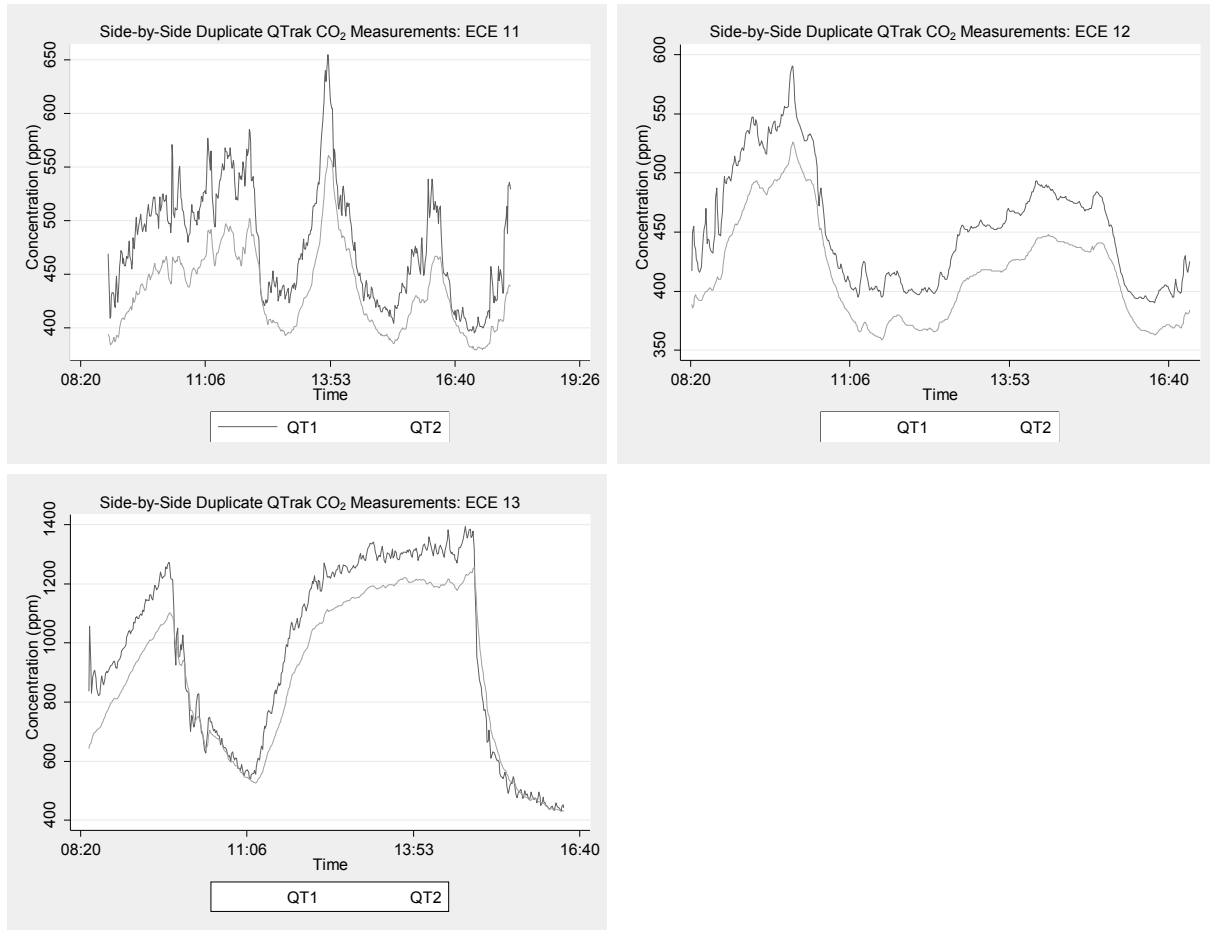 Side-by-Side Duplicate QTrak CO₂ Measurements: ECE 11
Concentration (ppm)
650
600
550
500
450
400
08:20 11:06 13:53 16:40 19:26
Time
QT1 QT2
Side-by-Side Duplicate QTrak CO₂ Measurements: ECE 12
Concentration (ppm)
600
550
500
450
400
350
08:20 11:06 13:53 16:40
Time
QT1 QT2
Side-by-Side Duplicate QTrak CO₂ Measurements: ECE 13
Concentration (ppm)
1400
1200
1000
800
600
400
08:20 11:06 13:53 16:40
Time
QT1 QT2